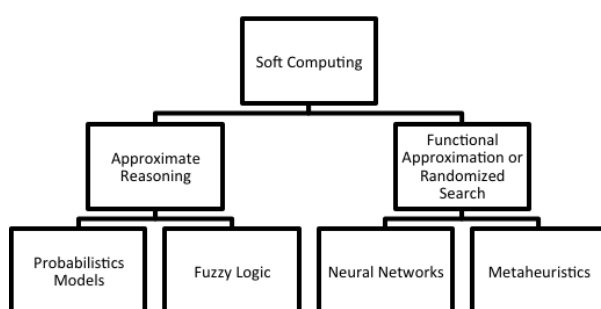 Soft Computing
Approximate
Reasoning
Functional
Approximation or
Randomized
Search
Probabilistics
Models
Fuzzy Logic
Neural Networks
Metaheuristics